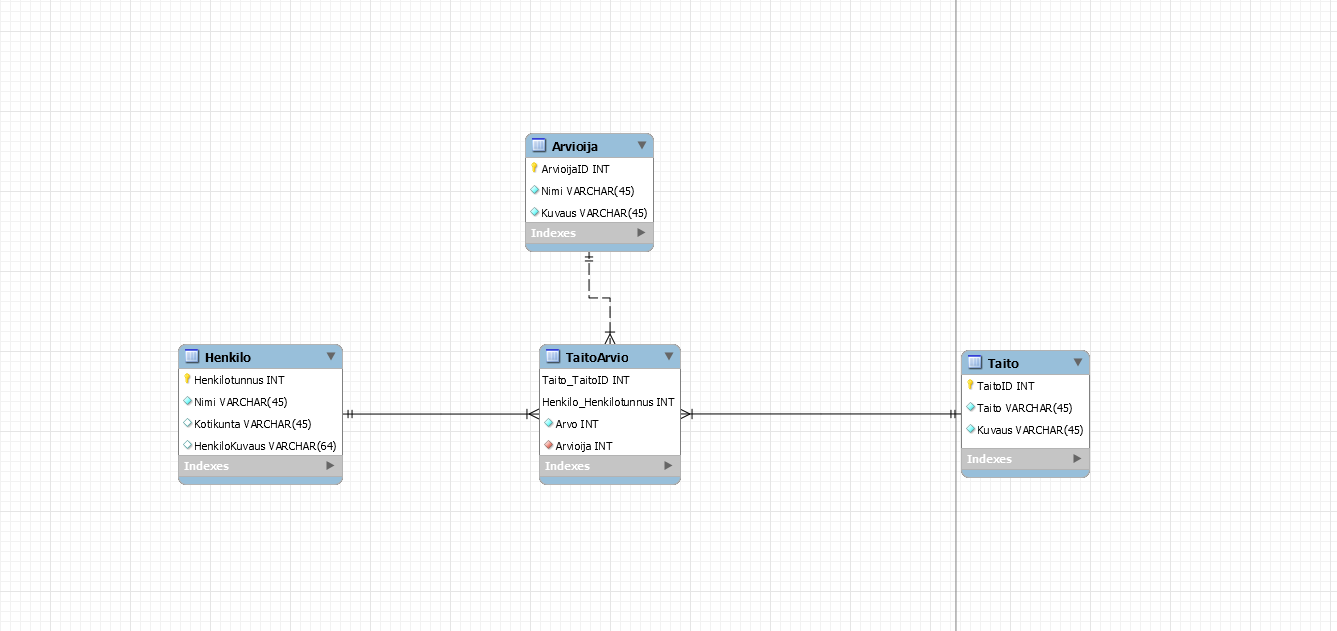 Arvioija
ArvioijaID INT
Nimi VARCHAR(45)
Kuvaus VARCHAR(45)
Indexes
Henkilo
Henkilotunnus INT
Nimi VARCHAR(45)
Kotikunta VARCHAR(45)
HenkiloKuvaus VARCHAR(64)
Indexes
TaitoArvio
Taito_TaitoID INT
Henkilo_Henkilotunnus INT
Arvo INT
Arvioija INT
Indexes
Taito
TaitoID INT
Taito VARCHAR(45)
Kuvaus VARCHAR(45)
Indexes